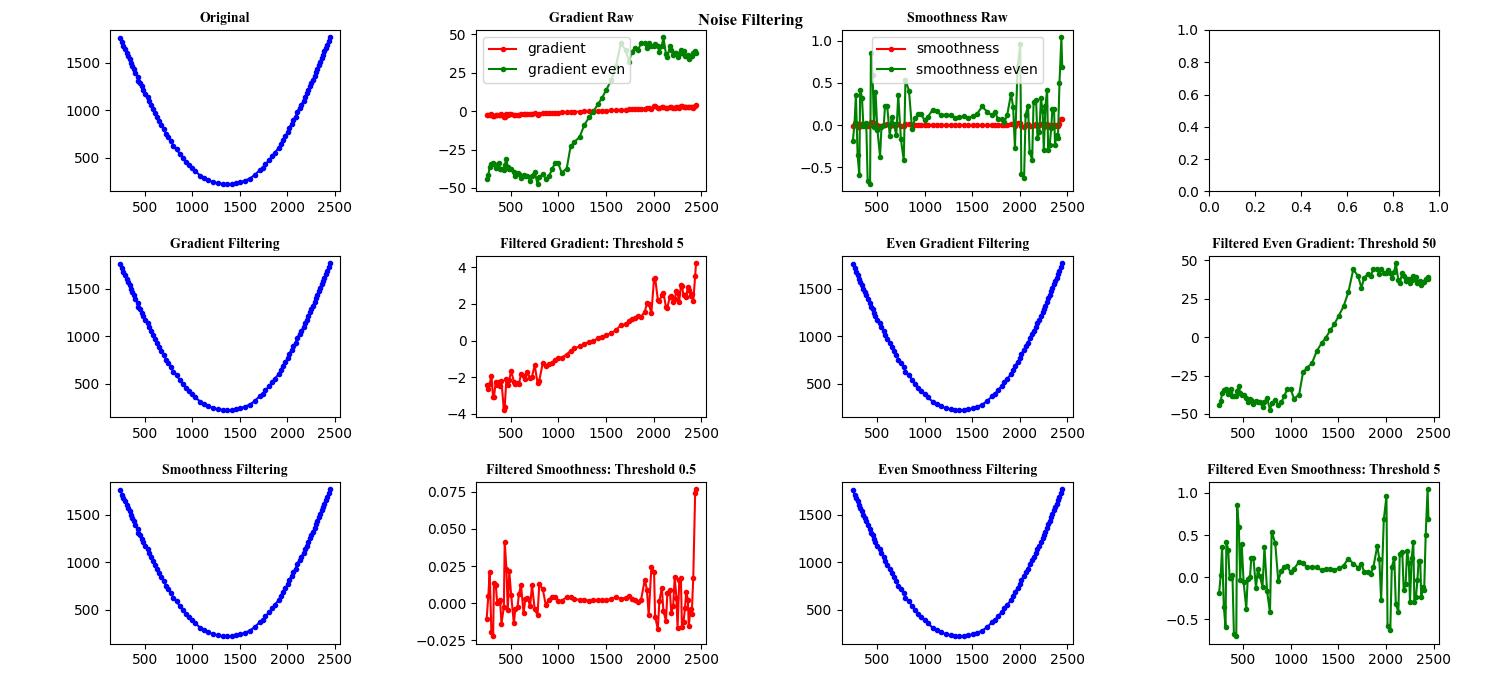 Noise Filtering
Original
500
1000
1500
500 1000 1500 2000 2500
Gradient Raw
gradient
gradient even
50
25
0
−25
−50
500 1000 1500 2000 2500
Smoothness Raw
smoothness
smoothness even
1.0
0.5
0.0
−0.5
500 1000 1500 2000 2500
1.0
0.8
0.6
0.4
0.2
0.0
0.0 0.2 0.4 0.6 0.8 1.0
Gradient Filtering
1500
1000
500
500 1000 1500 2000 2500
Filtered Gradient: Threshold 5
4
2
0
−2
−4
500 1000 1500 2000 2500
Even Gradient Filtering
1500
1000
500
500 1000 1500 2000 2500
Filtered Even Gradient: Threshold 50
50
25
0
−25
−50
500 1000 1500 2000 2500
Smoothness Filtering
1500
1000
500
500 1000 1500 2000 2500
Filtered Smoothness: Threshold 0.5
0.075
0.050
0.025
0.000
−0.025
500 1000 1500 2000 2500
Even Smoothness Filtering
1500
1000
500
500 1000 1500 2000 2500
Filtered Even Smoothness: Threshold 5
1.0
0.5
0.0
−0.5
500 1000 1500 2000 2500